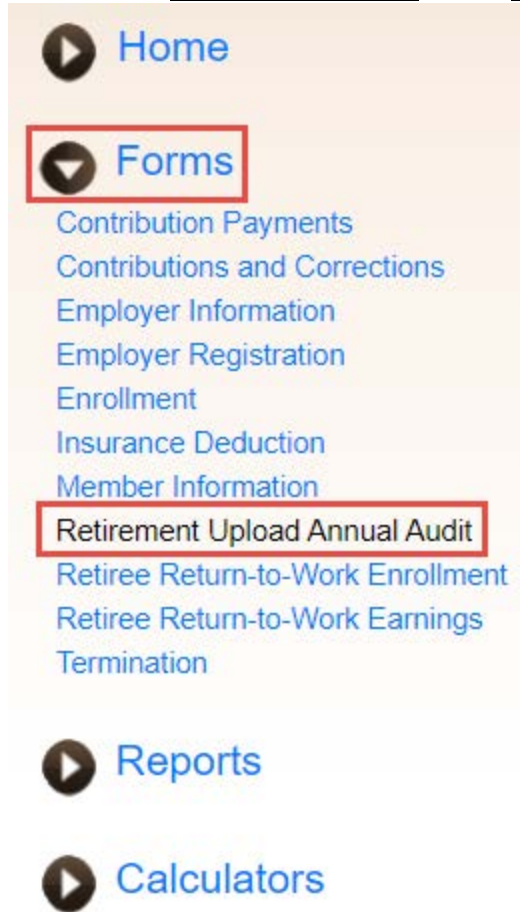 Home
Forms
Contribution Payments
Contributions and Corrections
Employer Information
Employer Registration
Enrollment
Insurance Deduction
Member Information
Retirement Upload Annual Audit
Retiree Return-to-Work Enrollment
Retiree Return-to-Work Earnings
Termination
Reports
Calculators